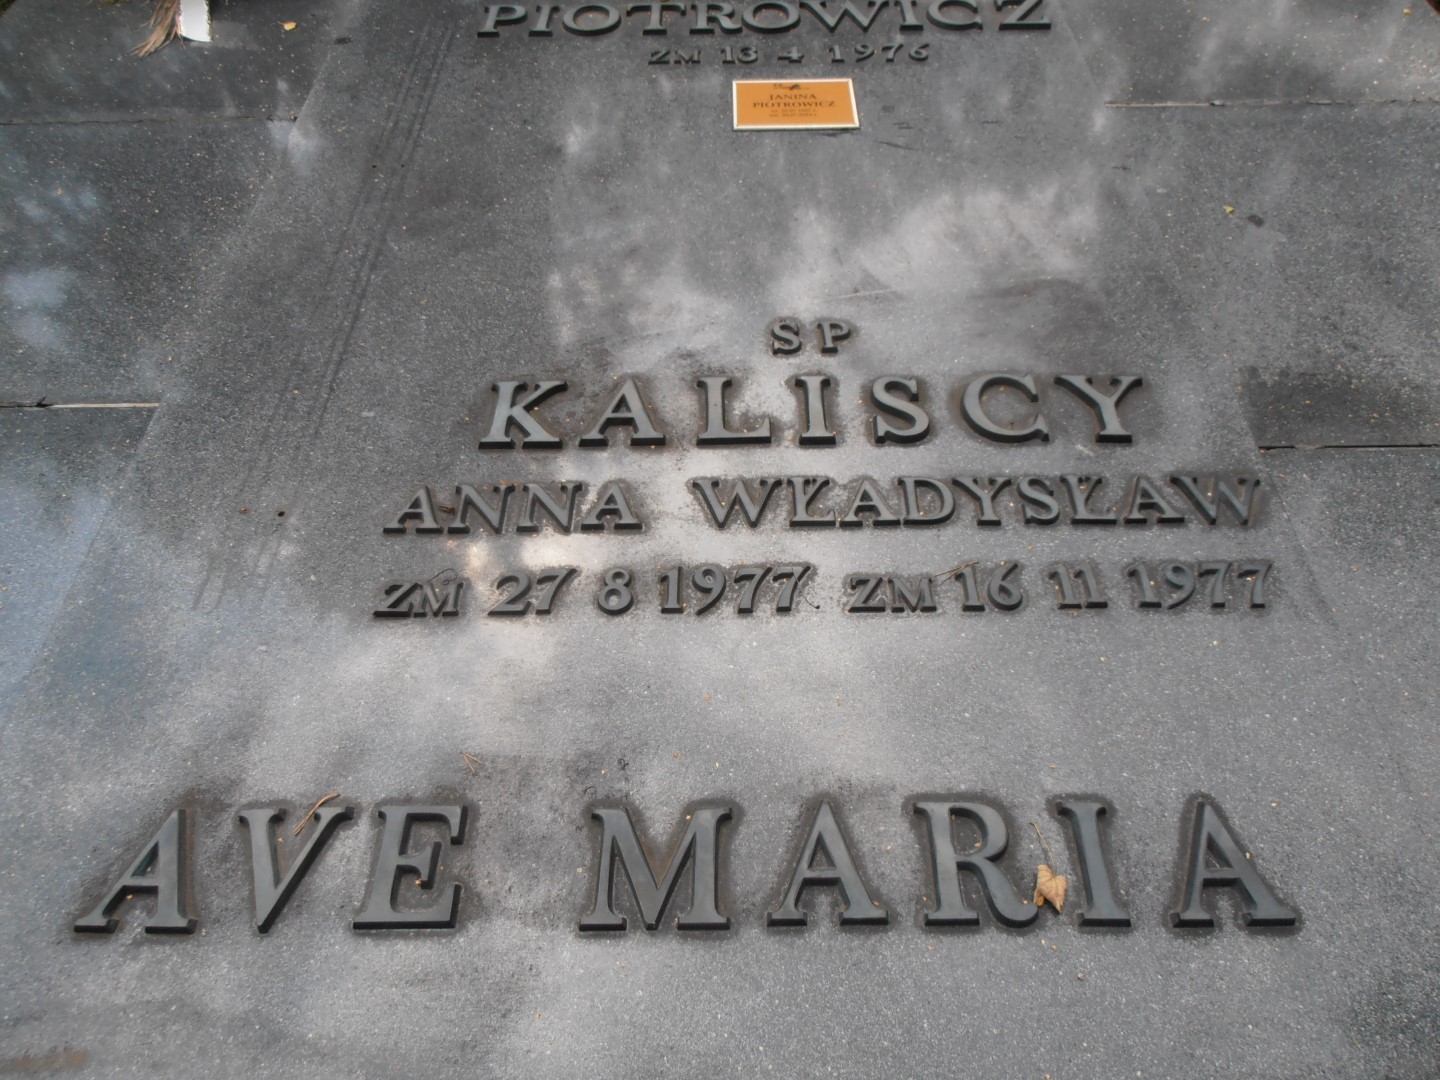 PIOTROWICZ
ZM 13 4 1976
JANINA
PIOTROWICZ
SP
KALISCY
ANNA WŁADYSŁAW
ZM 27 8 1977 ZM 16 11 1977
AVE MARIA